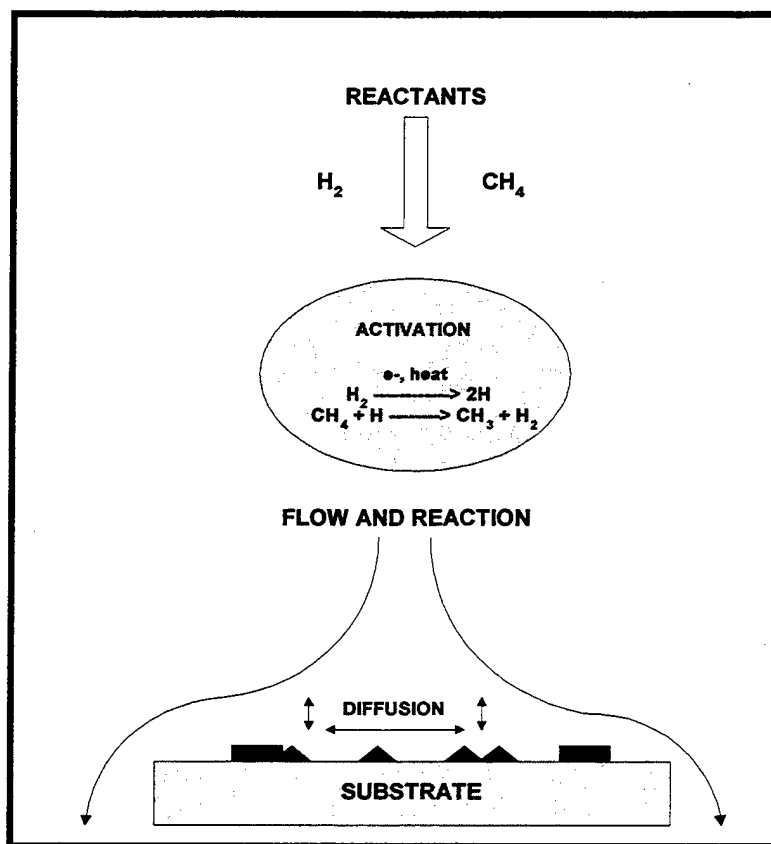 REACTANTS
H₂ CH₄
ACTIVATION
e-, heat
H₂ ⟶ 2H
CH₄ + H ⟶ CH₃ + H₂
FLOW AND REACTION
DIFFUSION
SUBSTRATE